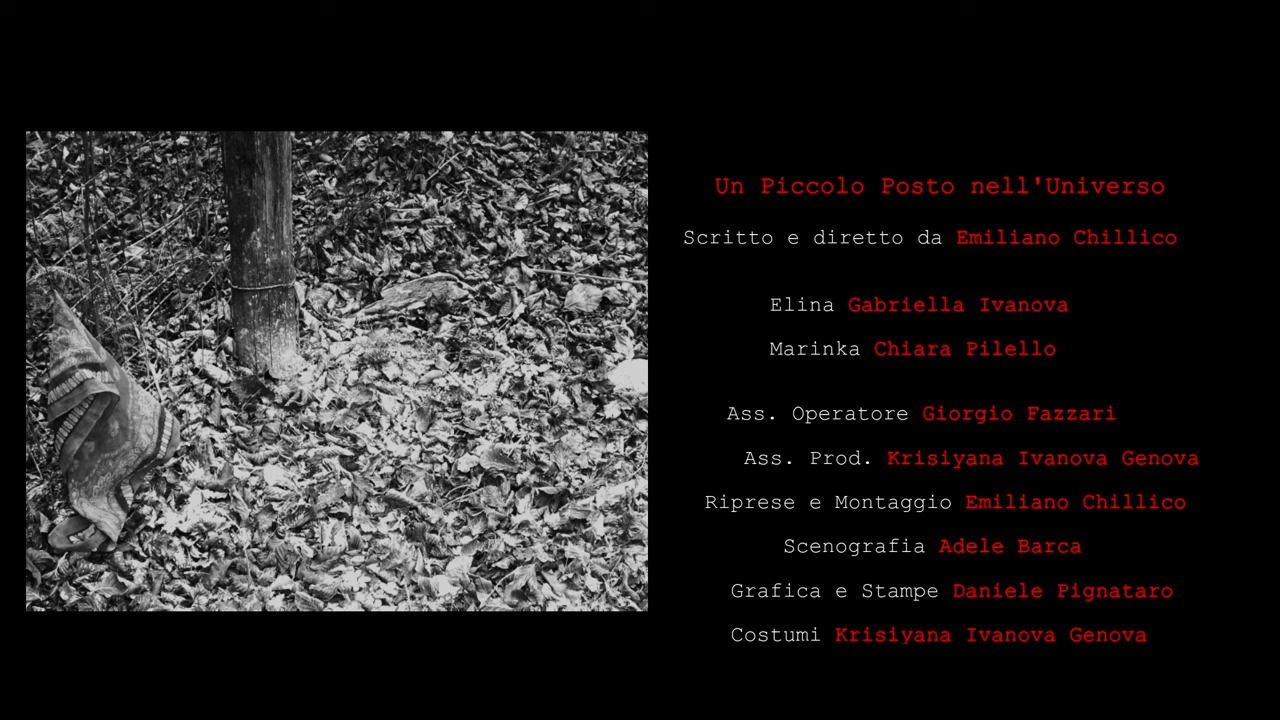 Un Piccolo Posto nell'Universo
Scritto e diretto da Emiliano Chillico
Elina Gabriella Ivanova
Marinka Chiara Pilello
Ass. Operatore Giorgio Fazzari
Ass. Prod. Krisiyana Ivanova Genova
Riprese e Montaggio Emiliano Chillico
Scenografia Adele Barca
Grafica e Stampe Daniele Pignataro
Costumi Krisiyana Ivanova Genova